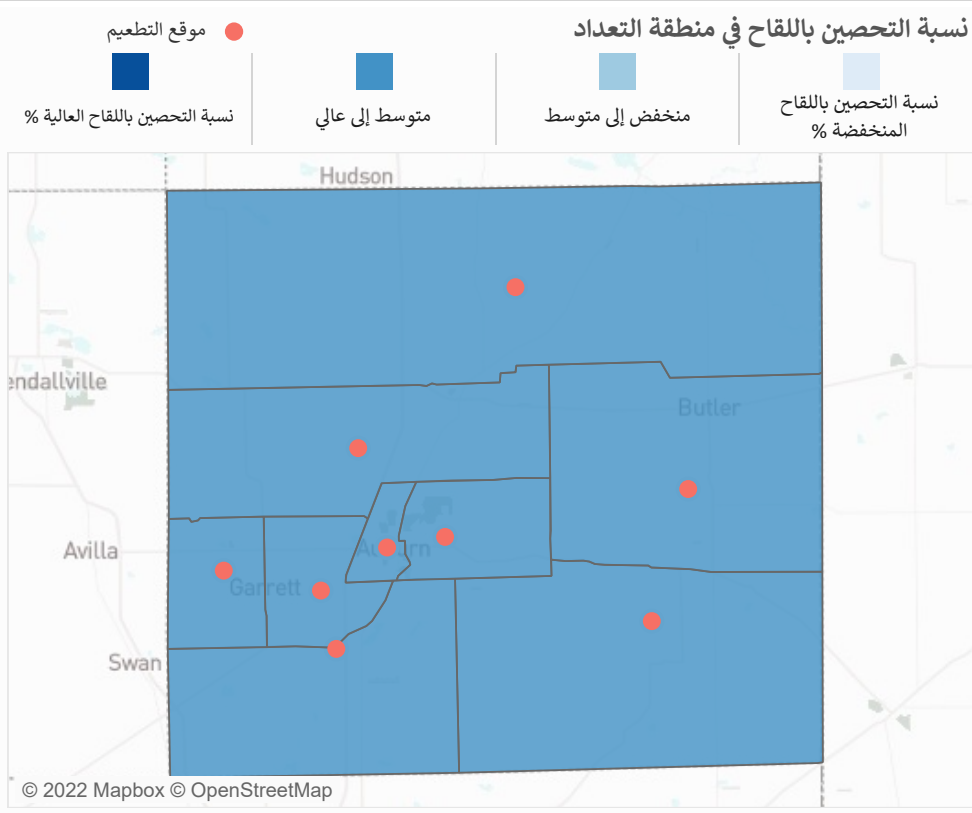 نسبة التحصين باللقاح في منطقة التعداد
موقع التطعيم
نسبة التحصين باللقاح
المنخفضة %
منخفض إلى متوسط
متوسط إلى عالي
نسبة التحصين باللقاح العالية %
Hudson
endallville
Butler
Avilla
Auburn
Garrett
Swan
© 2022 Mapbox © OpenStreetMap